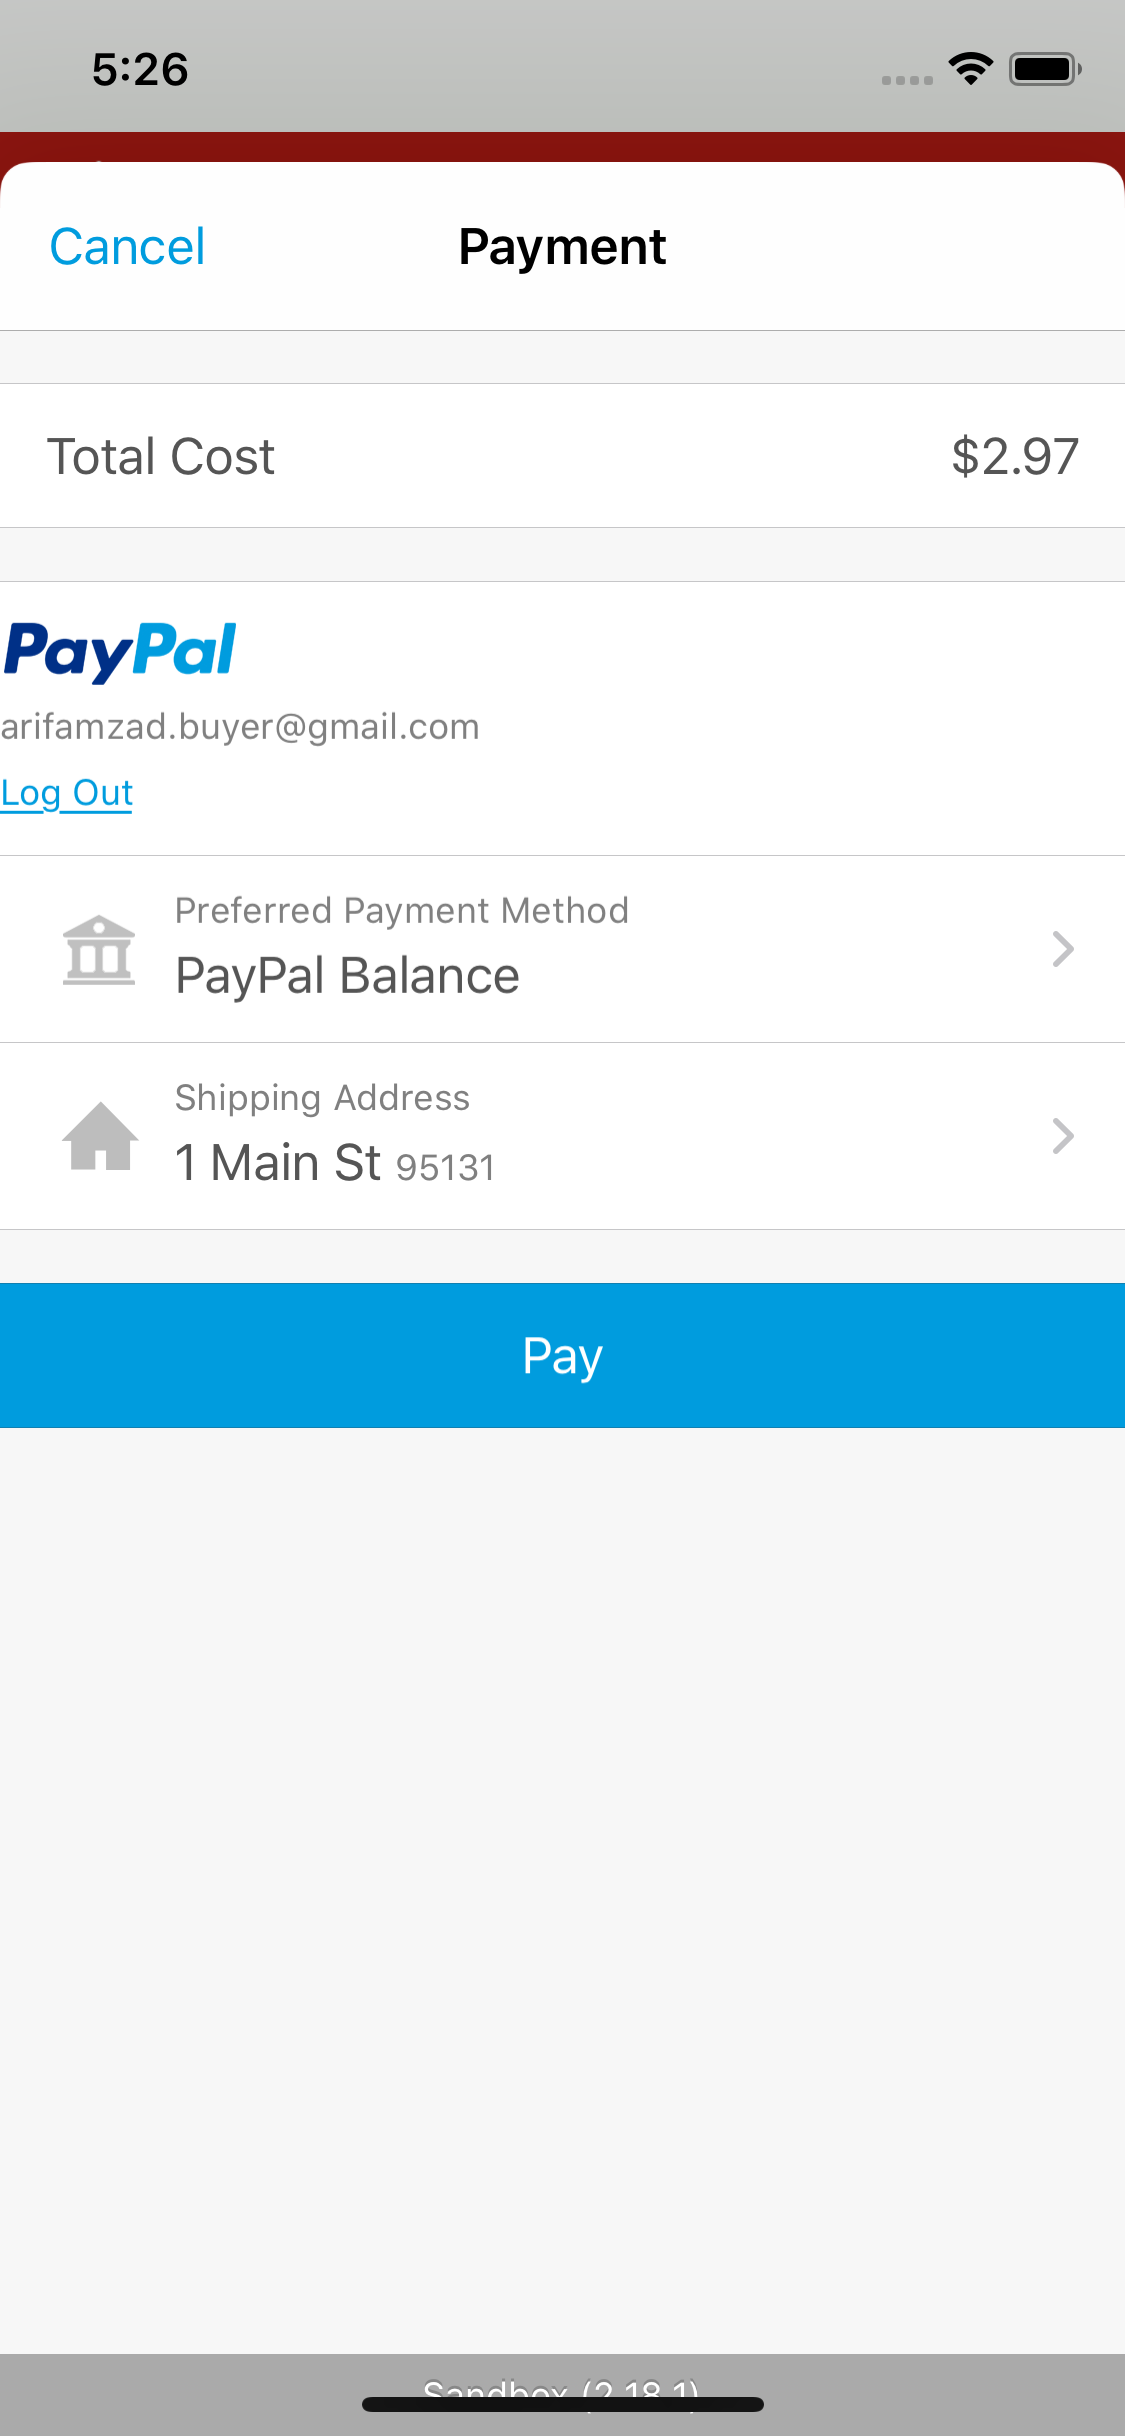 5:26
Cancel
Payment
Total Cost
$2.97
PayPal
arifamzad.buyer@gmail.com
Log Out
Preferred Payment Method
PayPal Balance
Shipping Address
1 Main St 95131
Pay
Sandbox (2.18.1)